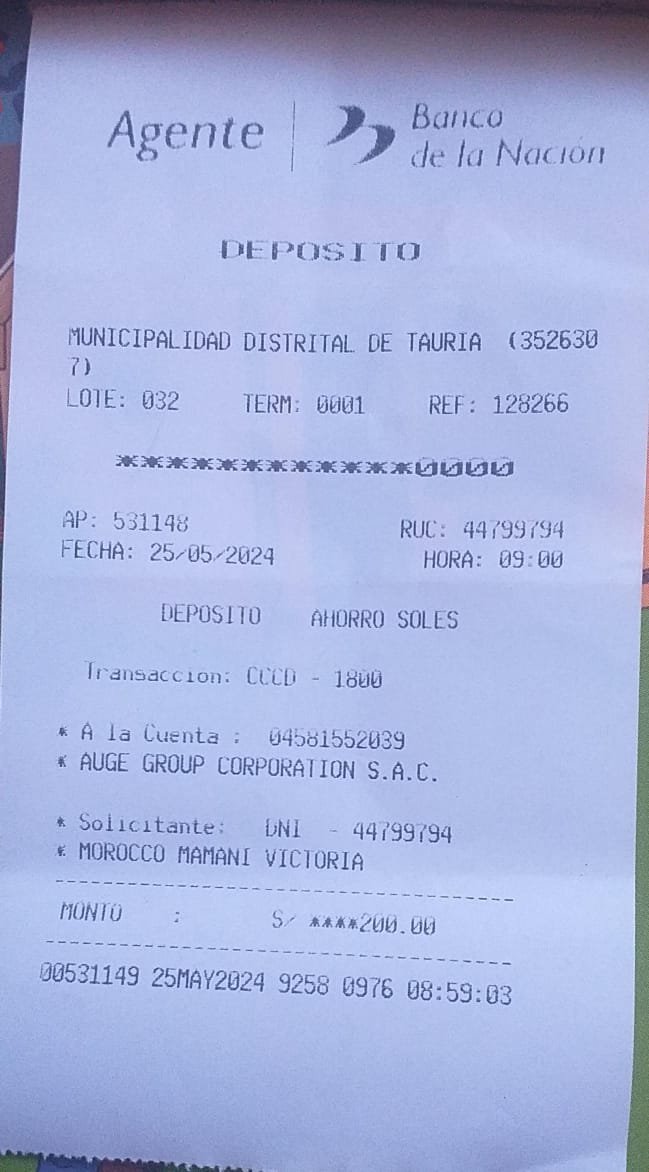 Agente
Banco
de la Nación
DEPOSITO
MUNICIPALIDAD DISTRITAL DE TAURIA (352630
7)
LOTE: 032 TERM: 0001 REF: 128266
************0000
AP: 531148 RUC: 44799794
FECHA: 25/05/2024 HORA: 09:00
DEPOSITO AHORRO SOLES
Transaccion: CCCD - 1800
* A la Cuenta : 04581552039
* AUGE GROUP CORPORATION S.A.C.
* Solicitante: DNI - 44799794
* MOROCCO MAMANI VICTORIA
MONTO : S/ ****200.00
00531149 25MAY2024 9258 0976 08:59:03